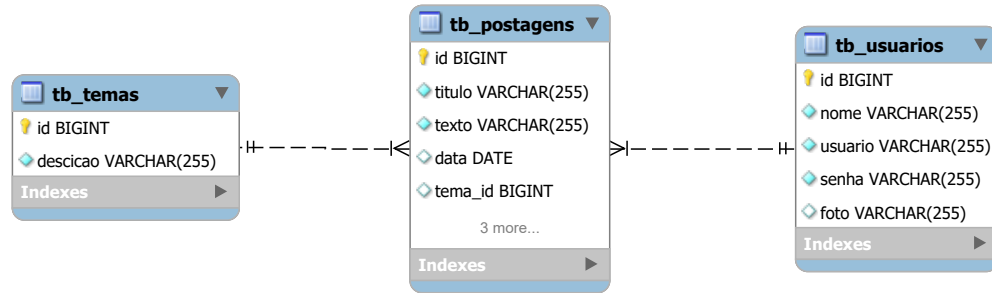 tb_temas
id BIGINT
descicao VARCHAR(255)
Indexes
tb_postagens
id BIGINT
titulo VARCHAR(255)
texto VARCHAR(255)
data DATE
tema_id BIGINT
3 more...
Indexes
tb_usuarios
id BIGINT
nome VARCHAR(255)
usuario VARCHAR(255)
senha VARCHAR(255)
foto VARCHAR(255)
Indexes